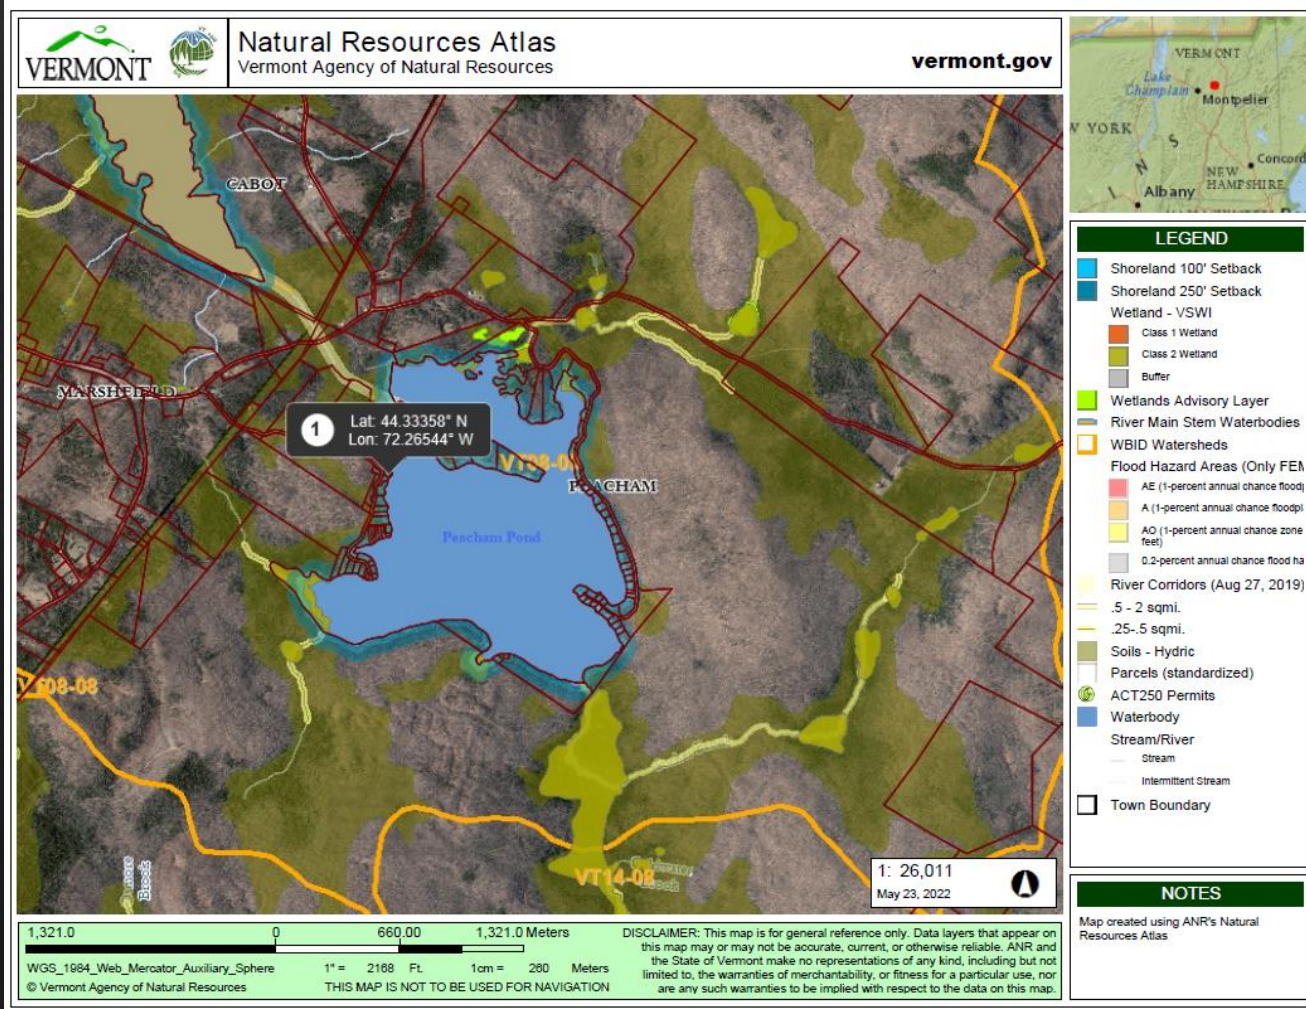 VERMONT
Natural Resources Atlas
Vermont Agency of Natural Resources
vermont.gov
VERMONT
Lake
Champlain
Montpelier
W YORK
NEW
HAMPSHIRE
Concord
Albany
CABOT
MARSHFIELD
1
Lat: 44.33358° N
Lon: 72.26544° W
PEACHAM
Peacham Pond
VT08-08
VT14-08
Brook
Brook
1: 26,011
May 23, 2022
LEGEND
Shoreland 100' Setback
Shoreland 250' Setback
Wetland - VSWI
Class 1 Wetland
Class 2 Wetland
Buffer
Wetlands Advisory Layer
River Main Stem Waterbodies
WBID Watersheds
Flood Hazard Areas (Only FEM
AE (1-percent annual chance floodp
A (1-percent annual chance floodpl
AO (1-percent annual chance zone
feet)
0.2-percent annual chance flood ha
River Corridors (Aug 27, 2019)
.5 - 2 sqmi.
.25-.5 sqmi.
Soils - Hydric
Parcels (standardized)
ACT250 Permits
Waterbody
Stream/River
Stream
Intermittent Stream
Town Boundary
NOTES
Map created using ANR's Natural
Resources Atlas
1,321.0 0 660.00 1,321.0 Meters
WGS_1984_Web_Mercator_Auxiliary_Sphere 1" = 2168 Ft. 1cm = 260 Meters
© Vermont Agency of Natural Resources THIS MAP IS NOT TO BE USED FOR NAVIGATION
DISCLAIMER: This map is for general reference only. Data layers that appear on
this map may or may not be accurate, current, or otherwise reliable. ANR and
the State of Vermont make no representations of any kind, including but not
limited to, the warranties of merchantability, or fitness for a particular use, nor
are any such warranties to be implied with respect to the data on this map.